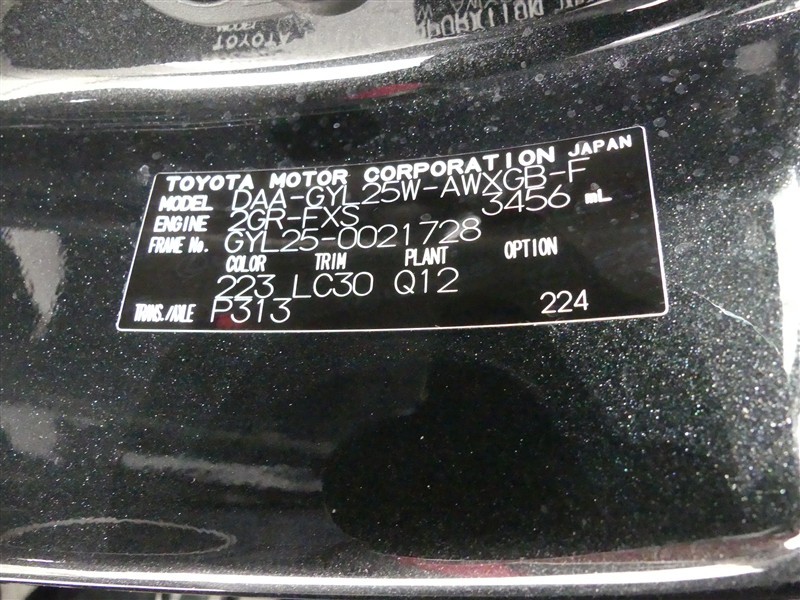 TOYOTA MOTOR CORPORATION JAPAN
MODEL DAA-GYL25W-AWXGB-F
ENGINE 2GR-FXS 3456 mL
FRAME No. GYL25-0021728
COLOR TRIM PLANT OPTION
223 LC30 Q12
TRANS./AXLE P313 224